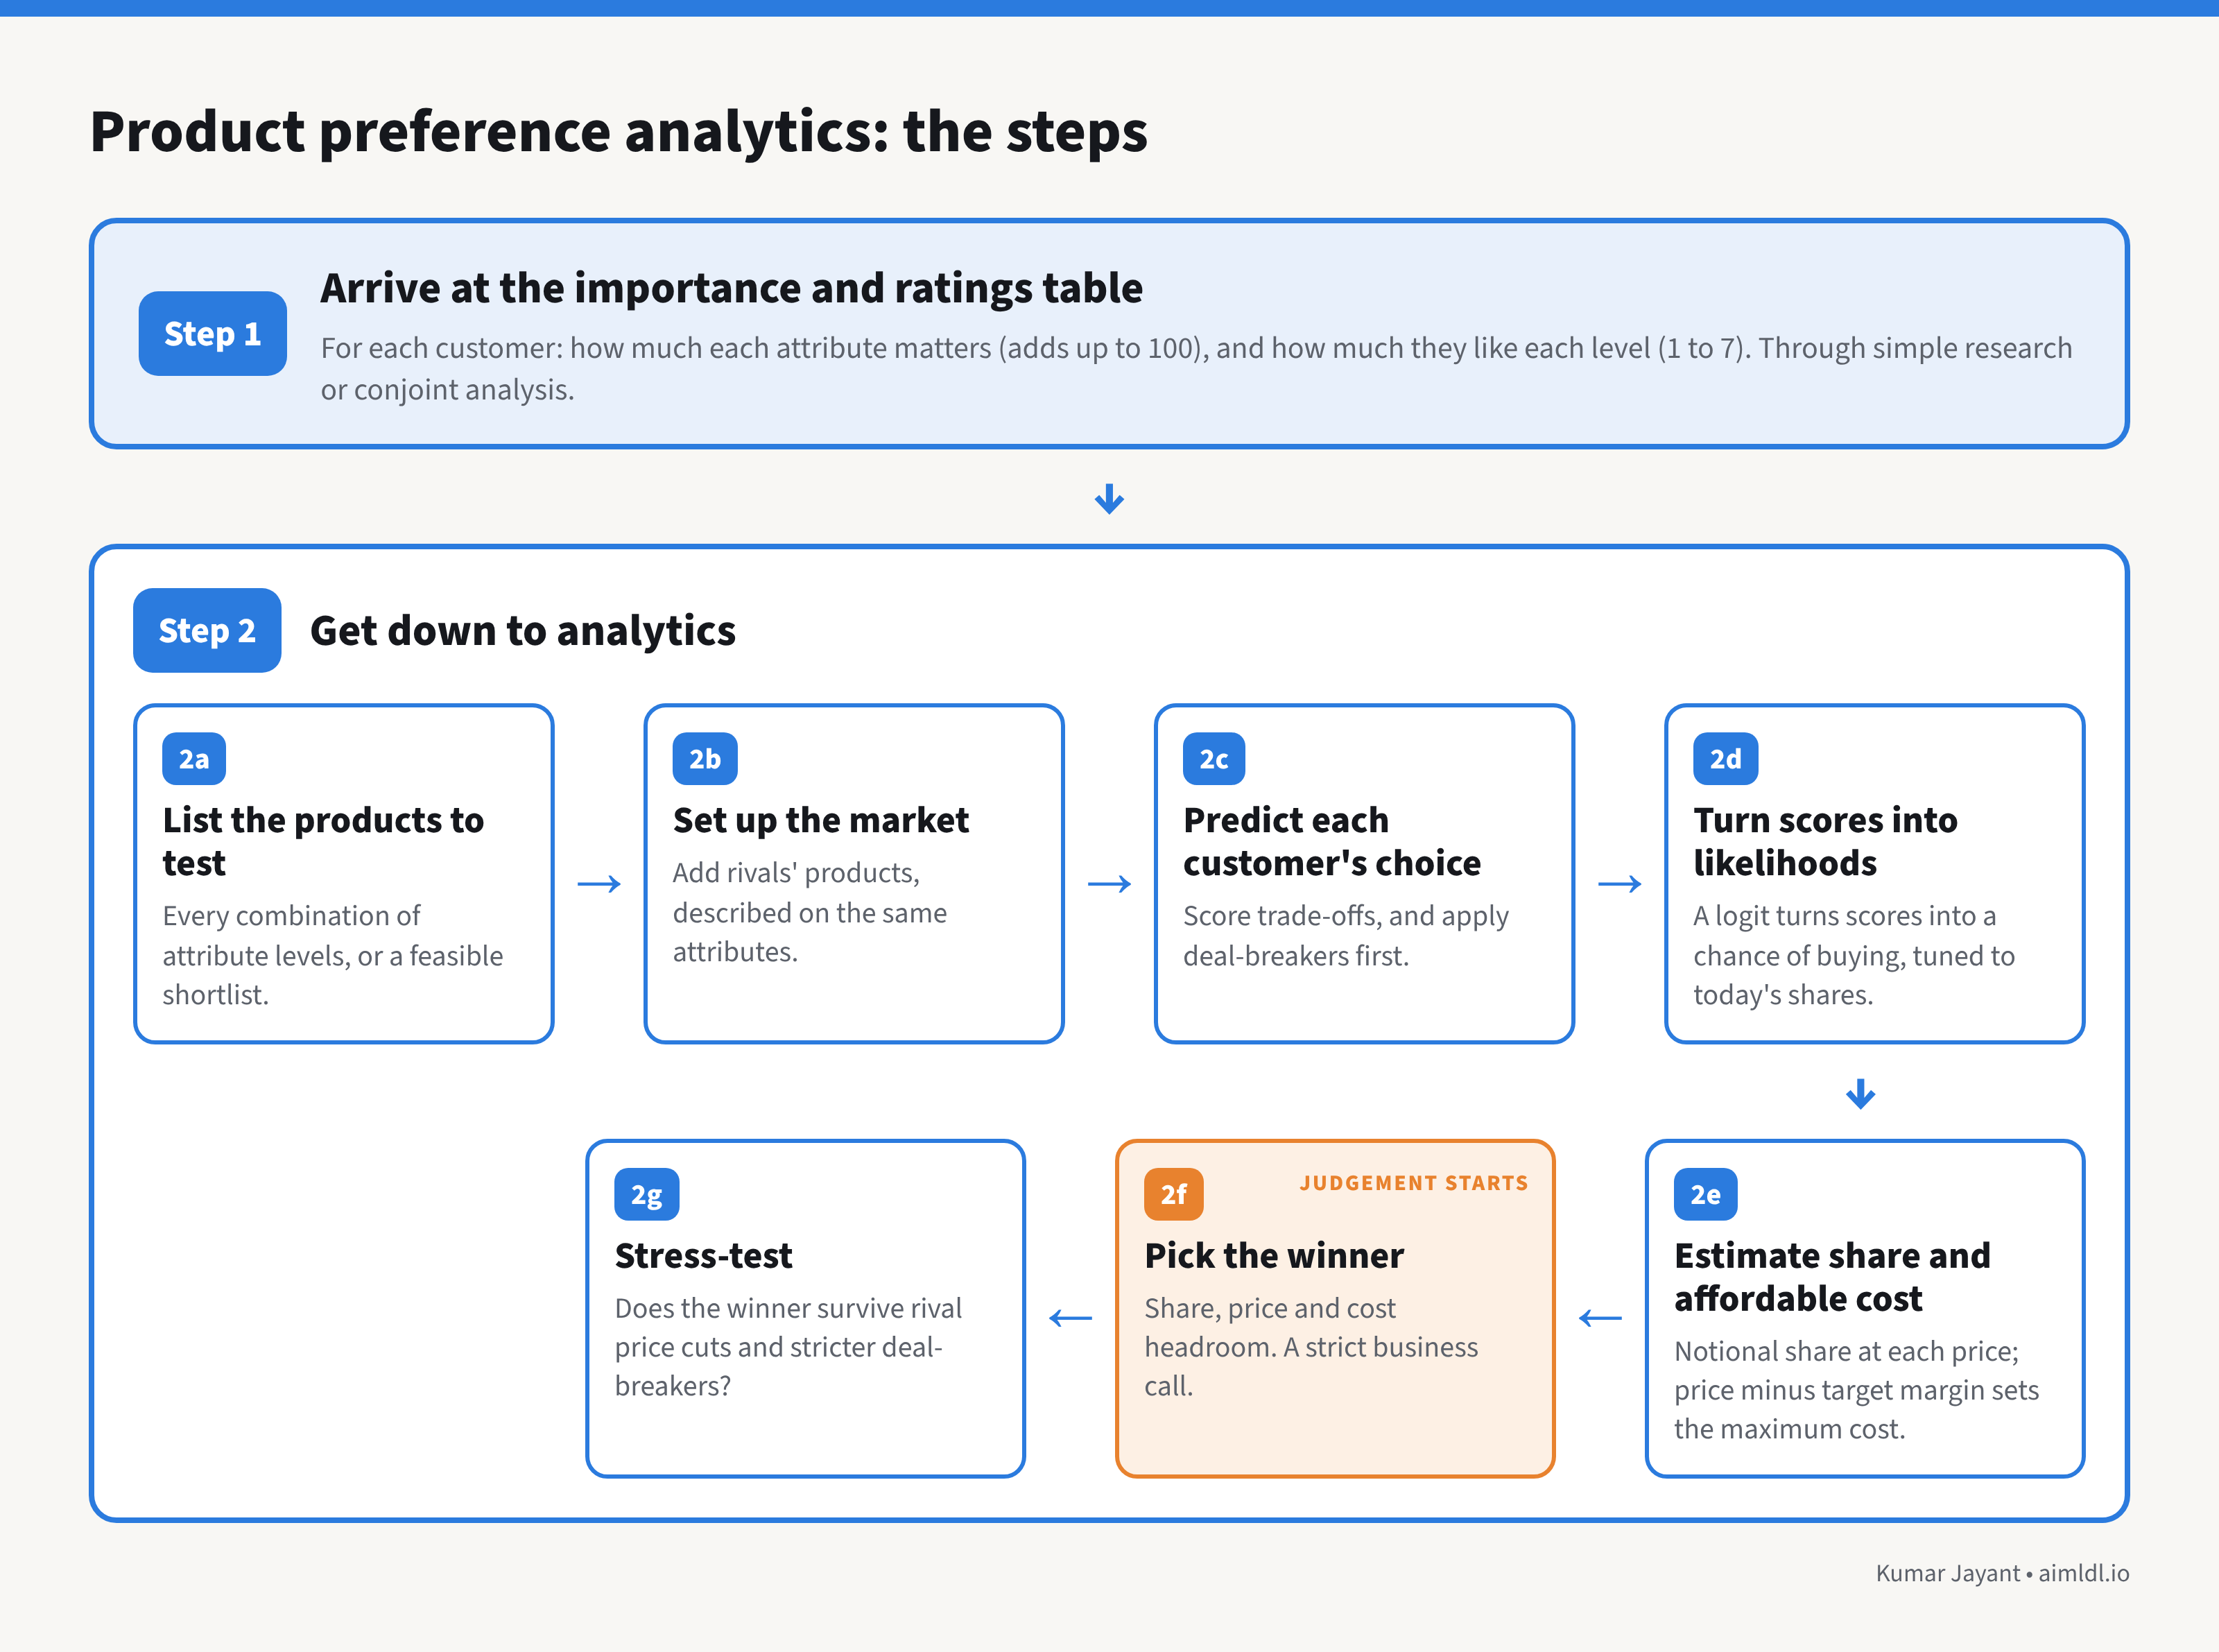 Product preference analytics: the steps
Step 1
Arrive at the importance and ratings table
For each customer: how much each attribute matters (adds up to 100), and how much they like each level (1 to 7). Through simple research
or conjoint analysis.
Step 2
Get down to analytics
2a
List the products to
test
Every combination of
attribute levels, or a feasible
shortlist.
→
2b
Set up the market
Add rivals' products,
described on the same
attributes.
→
2c
Predict each
customer's choice
Score trade-offs, and apply
deal-breakers first.
→
2d
Turn scores into
likelihoods
A logit turns scores into a
chance of buying, tuned to
today's shares.
2e
Estimate share and
affordable cost
Notional share at each price;
price minus target margin sets
the maximum cost.
←
2f
JUDGEMENT STARTS
Pick the winner
Share, price and cost
headroom. A strict business
call.
←
2g
Stress-test
Does the winner survive rival
price cuts and stricter deal-
breakers?
Kumar Jayant • aimldl.io